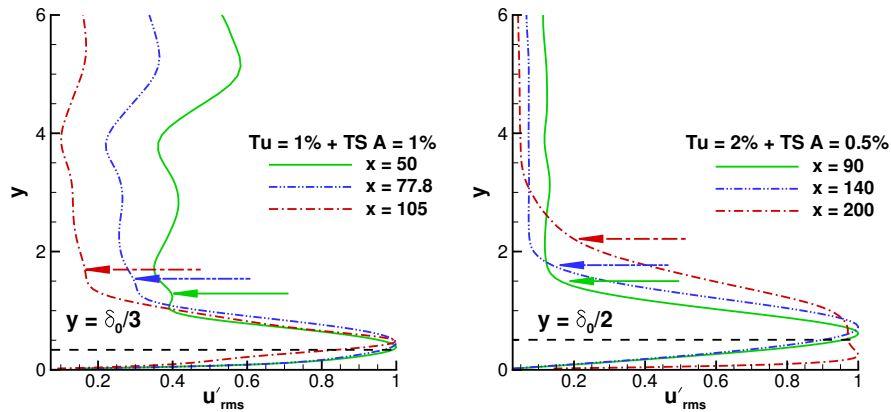 6
4
2
0
y
Tu = 1% + TS A = 1%
x = 50
x = 77.8
x = 105
y = δ₀/3
0.2 0.4 0.6 0.8 1
u′rms
6
4
2
0
y
Tu = 2% + TS A = 0.5%
x = 90
x = 140
x = 200
y = δ₀/2
0.2 0.4 0.6 0.8 1
u′rms